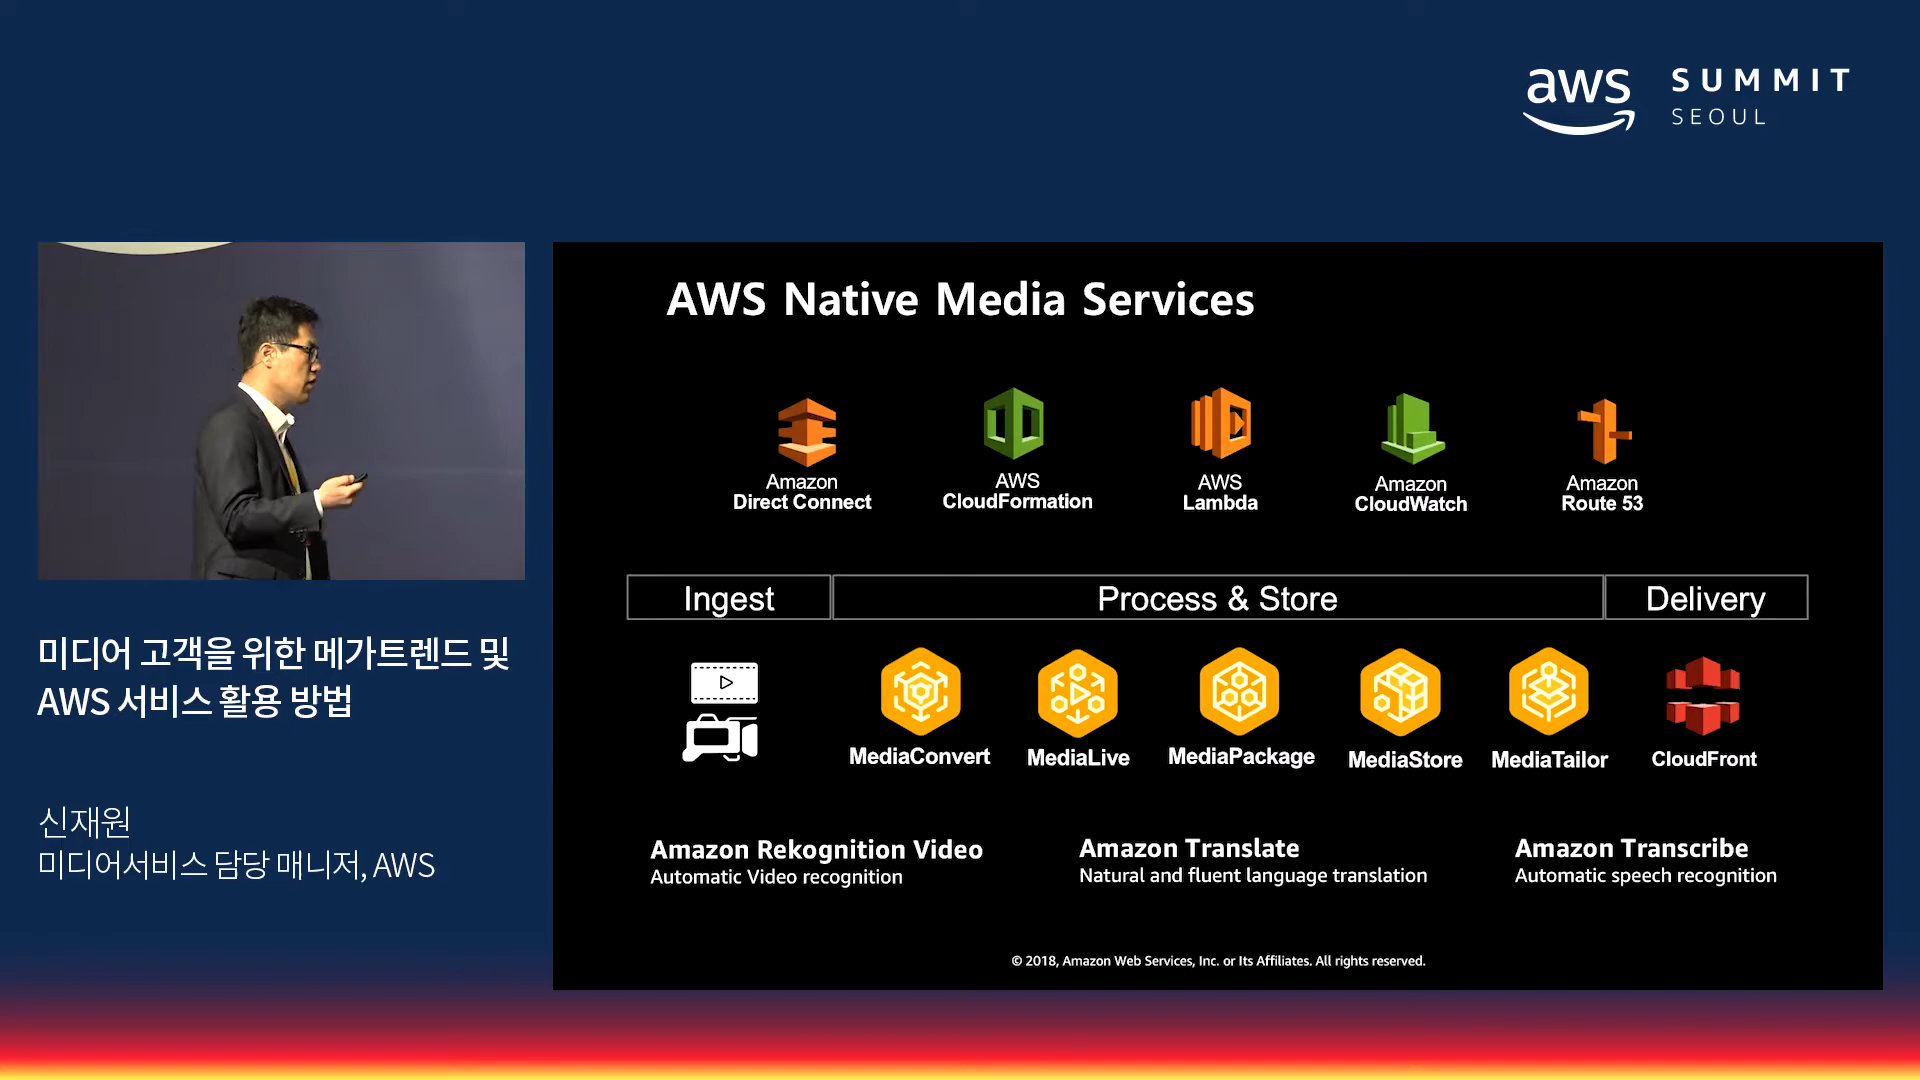 aws
SUMMIT
SEOUL
AWS Native Media Services
Amazon
Direct Connect
AWS
CloudFormation
AWS
Lambda
Amazon
CloudWatch
Amazon
Route 53
Ingest
Process & Store
Delivery
MediaConvert
MediaLive
MediaPackage
MediaStore
MediaTailor
CloudFront
Amazon Rekognition Video
Automatic Video recognition
Amazon Translate
Natural and fluent language translation
Amazon Transcribe
Automatic speech recognition
© 2018, Amazon Web Services, Inc. or Its Affiliates. All rights reserved.
미디어 고객을 위한 메가트렌드 및
AWS 서비스 활용 방법
신재원
미디어서비스 담당 매니저, AWS